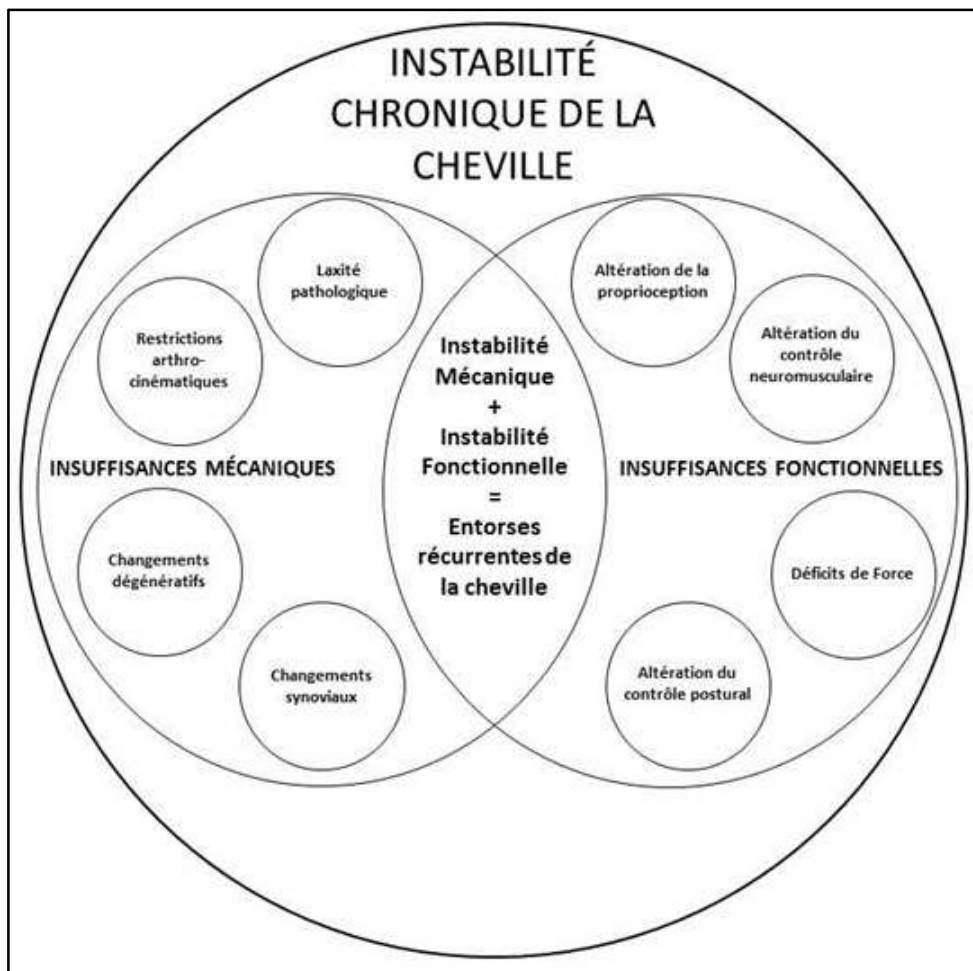 INSTABILITÉ
CHRONIQUE DE LA
CHEVILLE
Laxité
pathologique
Restrictions
arthro-
cinématiques
INSUFFISANCES MÉCANIQUES
Changements
dégénératifs
Changements
synoviaux
Instabilité
Mécanique
+
Instabilité
Fonctionnelle
=
Entorses
récurrentes de
la cheville
Altération de la
proprioception
Altération du
contrôle
neuromusculaire
INSUFFISANCES FONCTIONNELLES
Déficits de Force
Altération du
contrôle postural